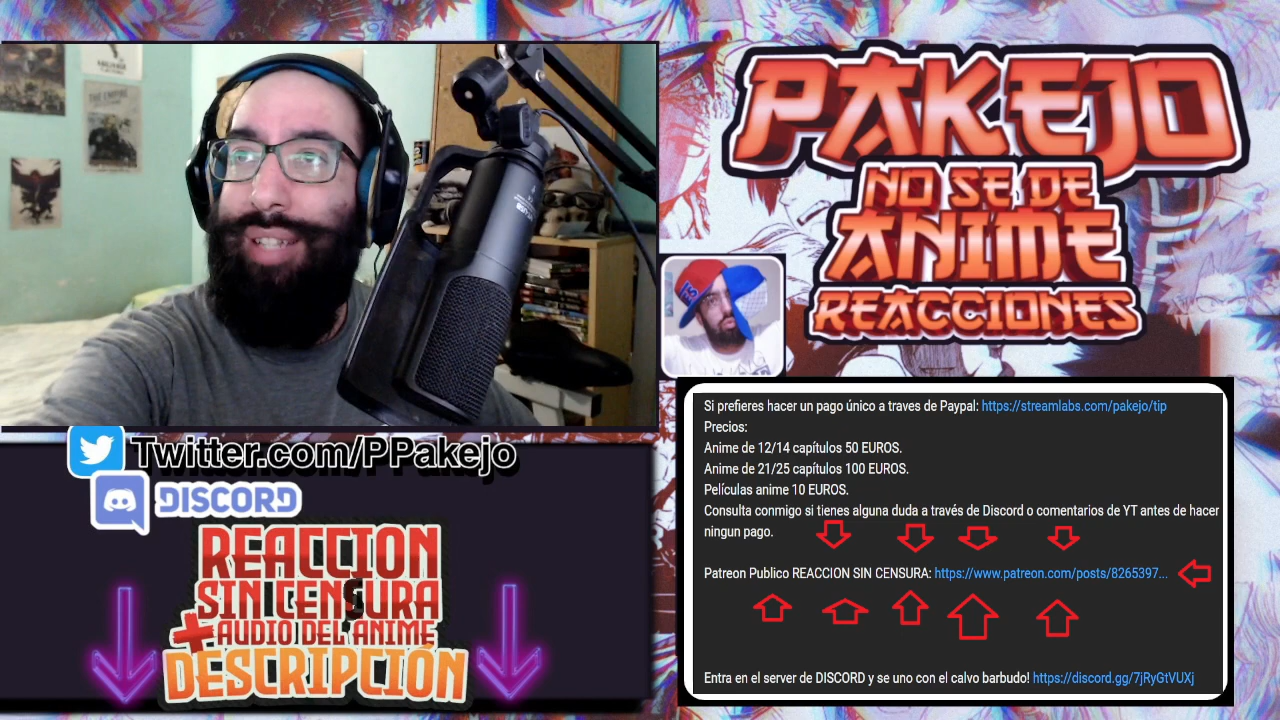 PAKEJO
NO SE DE
ANIME
REACCIONES
THE EMPIRE
Twitter.com/PPakejo
DISCORD
REACCION
SIN CENSURA
+AUDIO DEL ANIME
DESCRIPCIÓN
Si prefieres hacer un pago único a traves de Paypal: https://streamlabs.com/pakejo/tip
Precios:
Anime de 12/14 capítulos 50 EUROS.
Anime de 21/25 capítulos 100 EUROS.
Películas anime 10 EUROS.
Consulta conmigo si tienes alguna duda a través de Discord o comentarios de YT antes de hacer
ningun pago.
Patreon Publico REACCION SIN CENSURA: https://www.patreon.com/posts/8265397...
Entra en el server de DISCORD y se uno con el calvo barbudo! https://discord.gg/7jRyGtVUXj